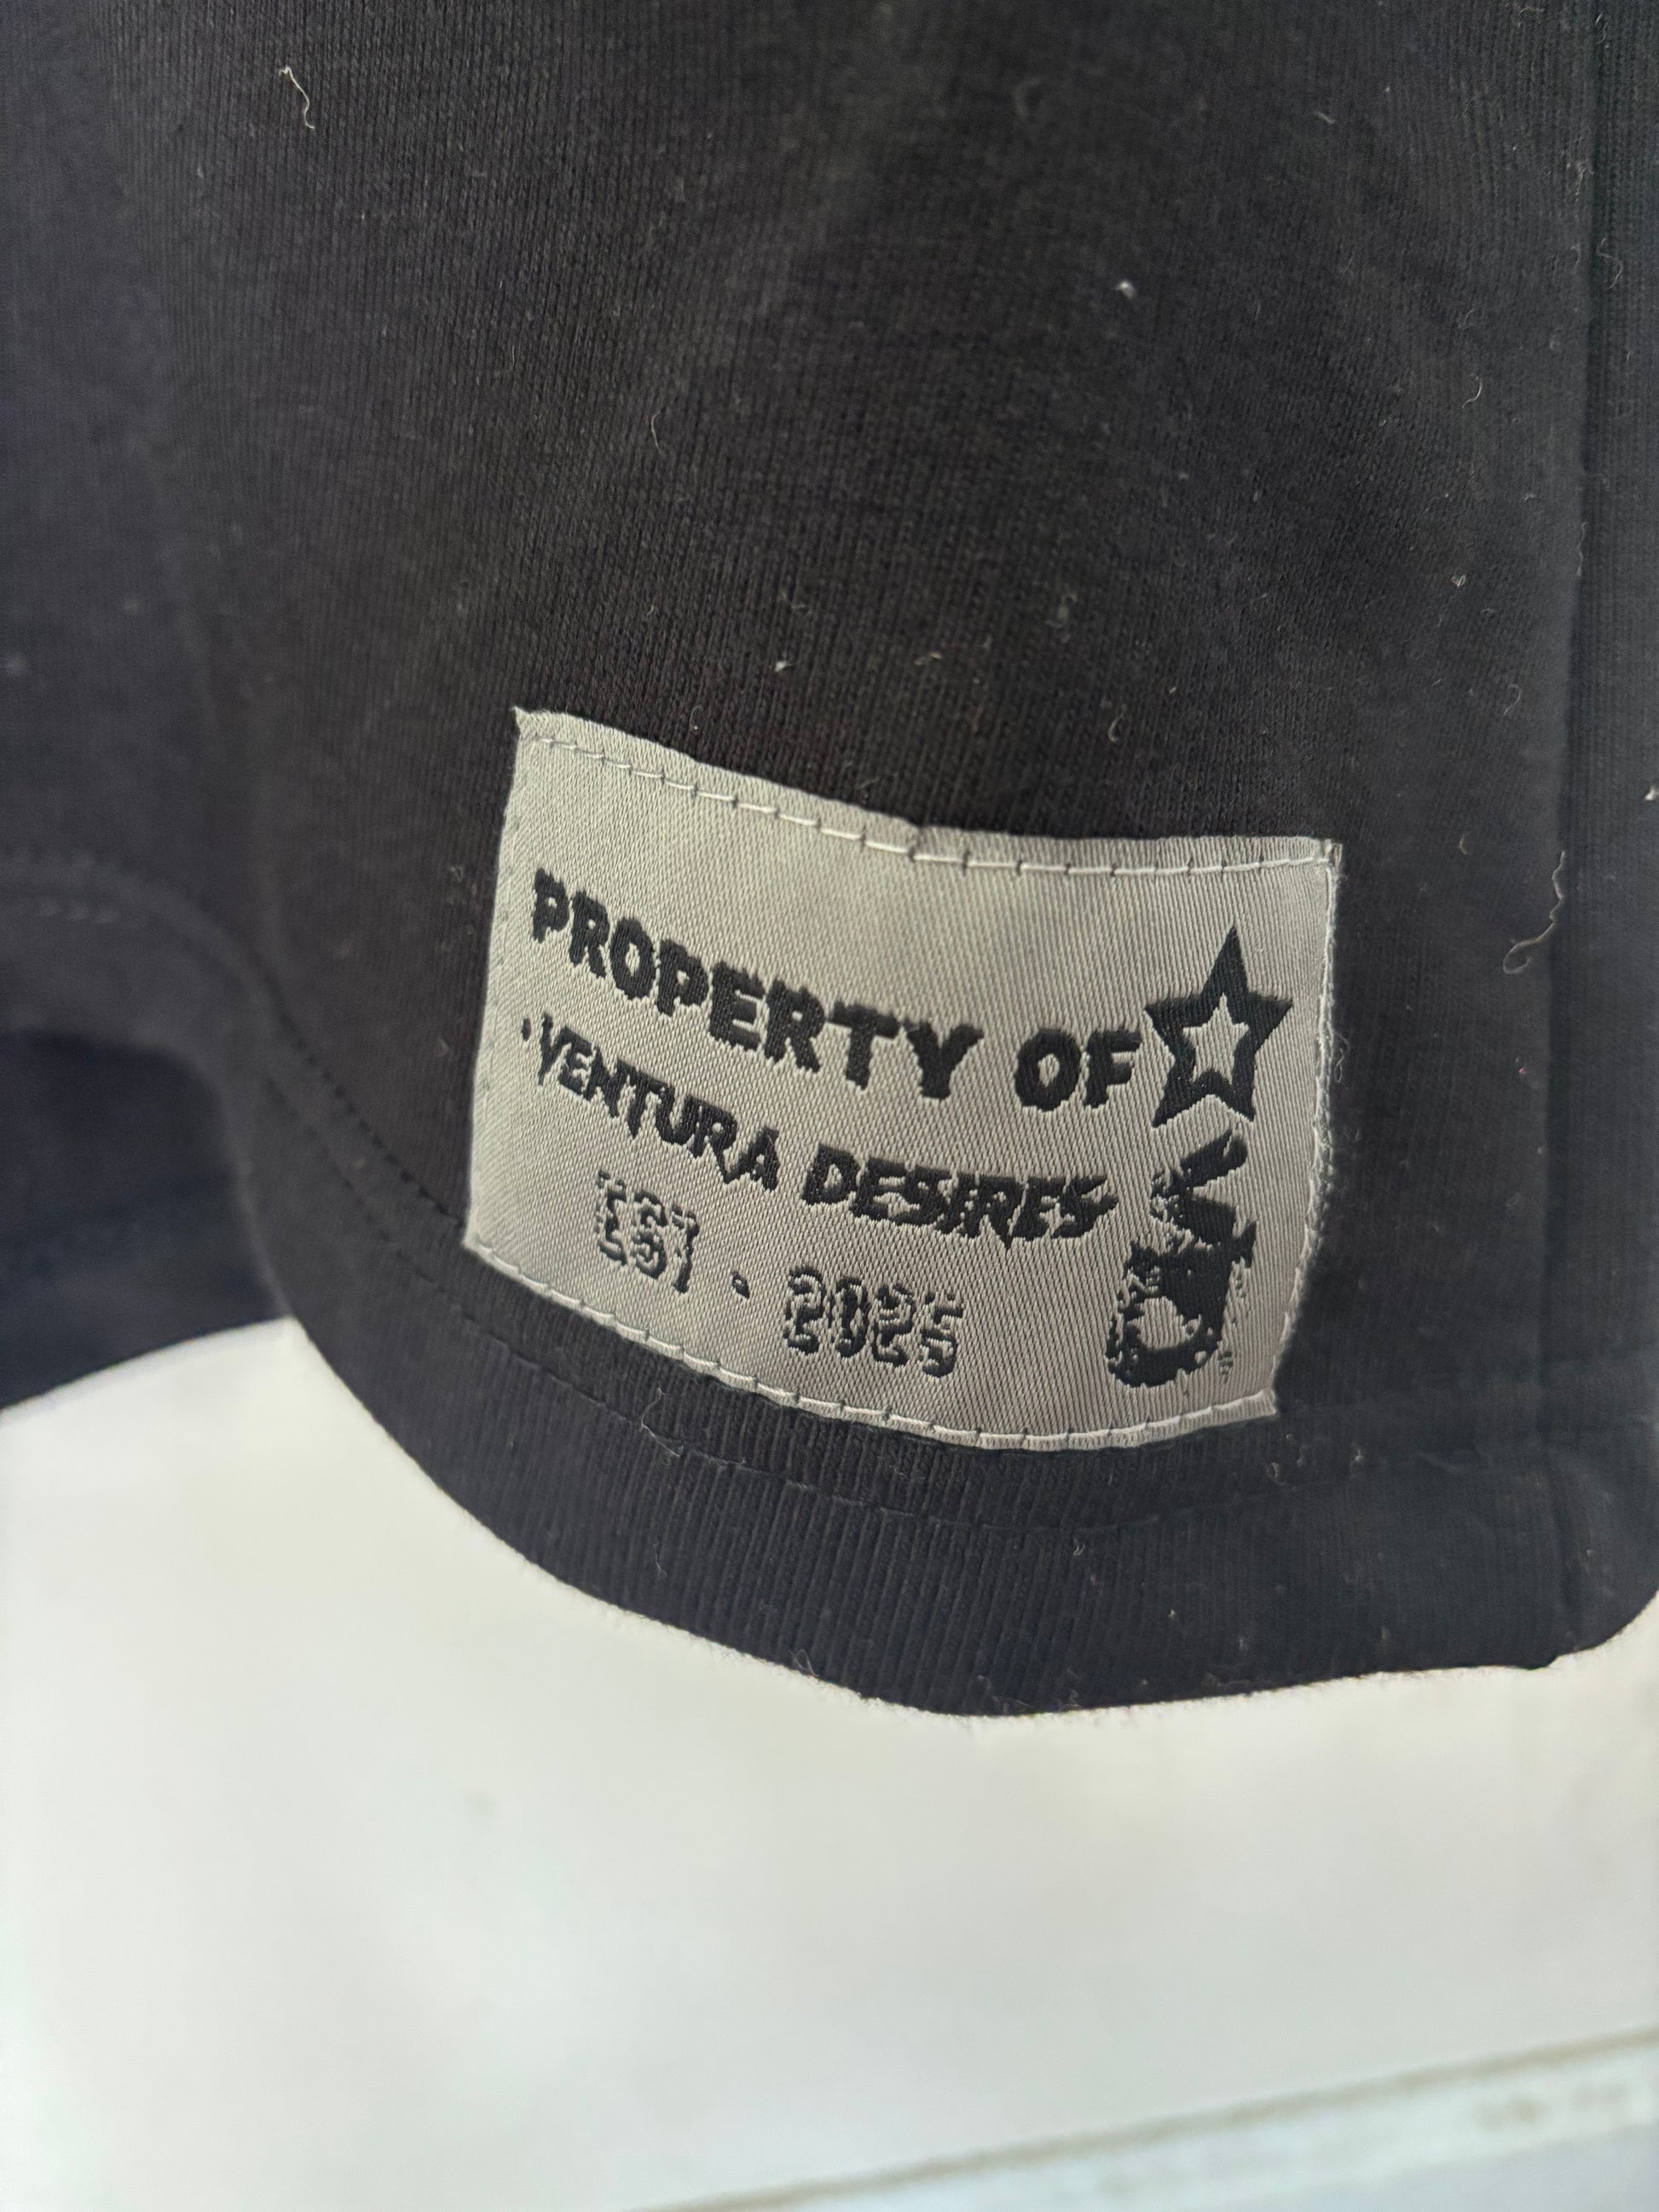 PROPERTY OF
·VENTURA DESIRES·
EST - 2025